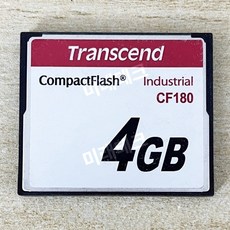 Transcend
CompactFlash® Industrial
CF180
4GB